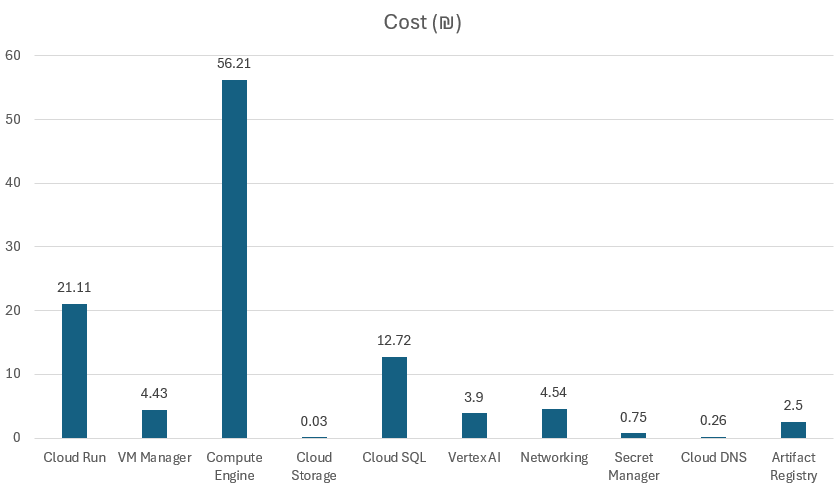 Cost (₪)
60
50
40
30
20
10
0
21.11
4.43
56.21
0.03
12.72
3.9
4.54
0.75
0.26
2.5
Cloud Run
VM Manager
Compute
Engine
Cloud
Storage
Cloud SQL
Vertex AI
Networking
Secret
Manager
Cloud DNS
Artifact
Registry